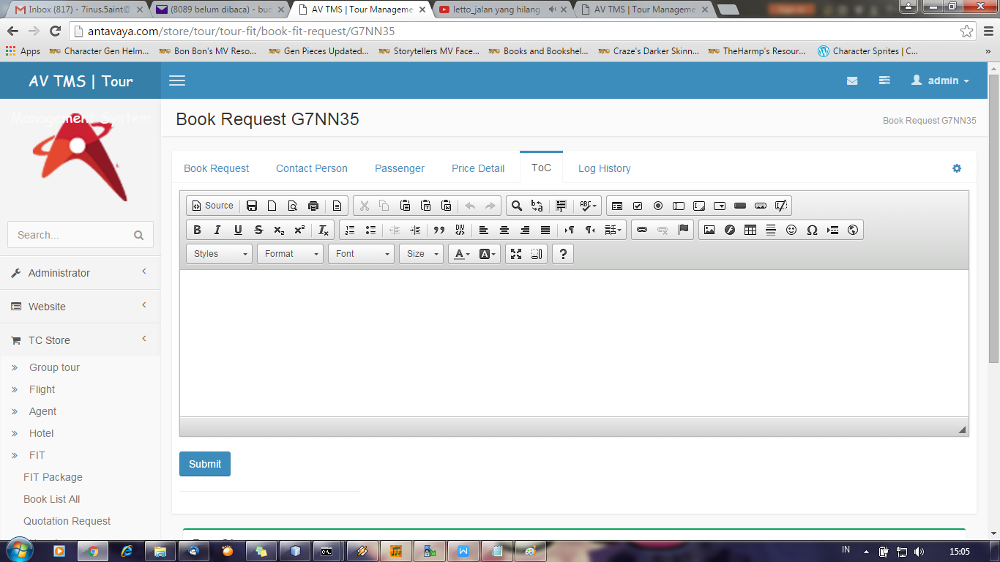 Inbox (817) - 7inus.5aint@
(8089 belum dibaca) - bud
AV TMS | Tour Manageme
letto_jalan yang hilang
AV TMS | Tour Manageme
antavaya.com/store/tour/tour-fit/book-fit-request/G7NN35
Apps
Character Gen Helm...
Bon Bon's MV Reso...
Gen Pieces Updated...
Storytellers MV Face...
Books and Bookshel...
Craze's Darker Skinn...
TheHarmp's Resour...
Character Sprites | C...
»
AV TMS | Tour
Management System
admin
Book Request G7NN35
Book Request G7NN35
Search...
Administrator
Website
TC Store
Group tour
Flight
Agent
Hotel
FIT
FIT Package
Book List All
Quotation Request
Book Request
Contact Person
Passenger
Price Detail
ToC
Log History
Source
ABC
B I U S x₂ x² Tx
DIV
Styles
Format
Font
Size
A
A
?
Submit
IN
15:05